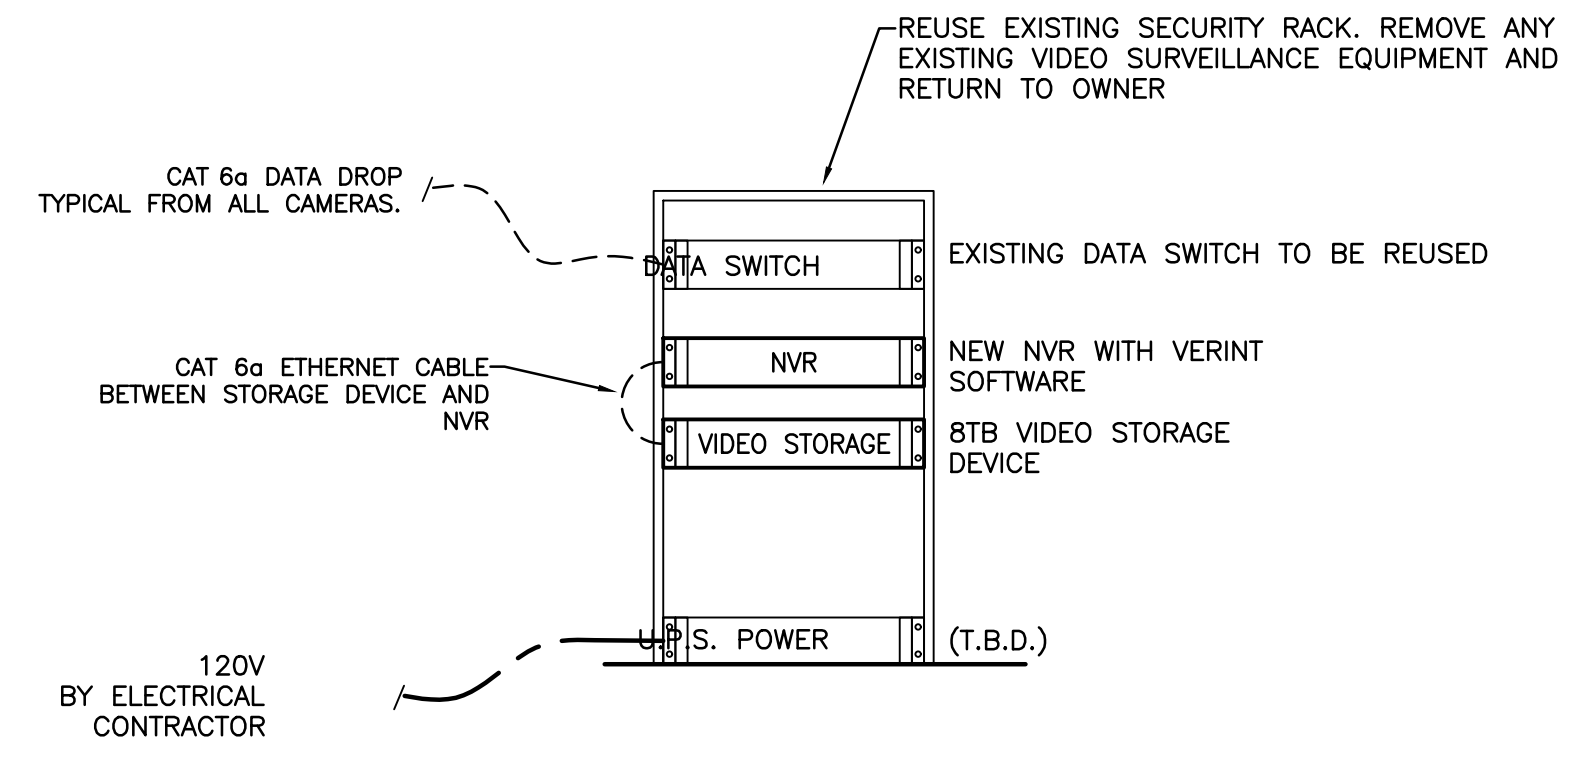 REUSE EXISTING SECURITY RACK. REMOVE ANY
EXISTING VIDEO SURVEILLANCE EQUIPMENT AND
RETURN TO OWNER
CAT 6a DATA DROP
TYPICAL FROM ALL CAMERAS.
DATA SWITCH
EXISTING DATA SWITCH TO BE REUSED
CAT 6a ETHERNET CABLE
BETWEEN STORAGE DEVICE AND
NVR
NVR
NEW NVR WITH VERINT
SOFTWARE
VIDEO STORAGE
8TB VIDEO STORAGE
DEVICE
U.P.S. POWER
(T.B.D.)
120V
BY ELECTRICAL
CONTRACTOR